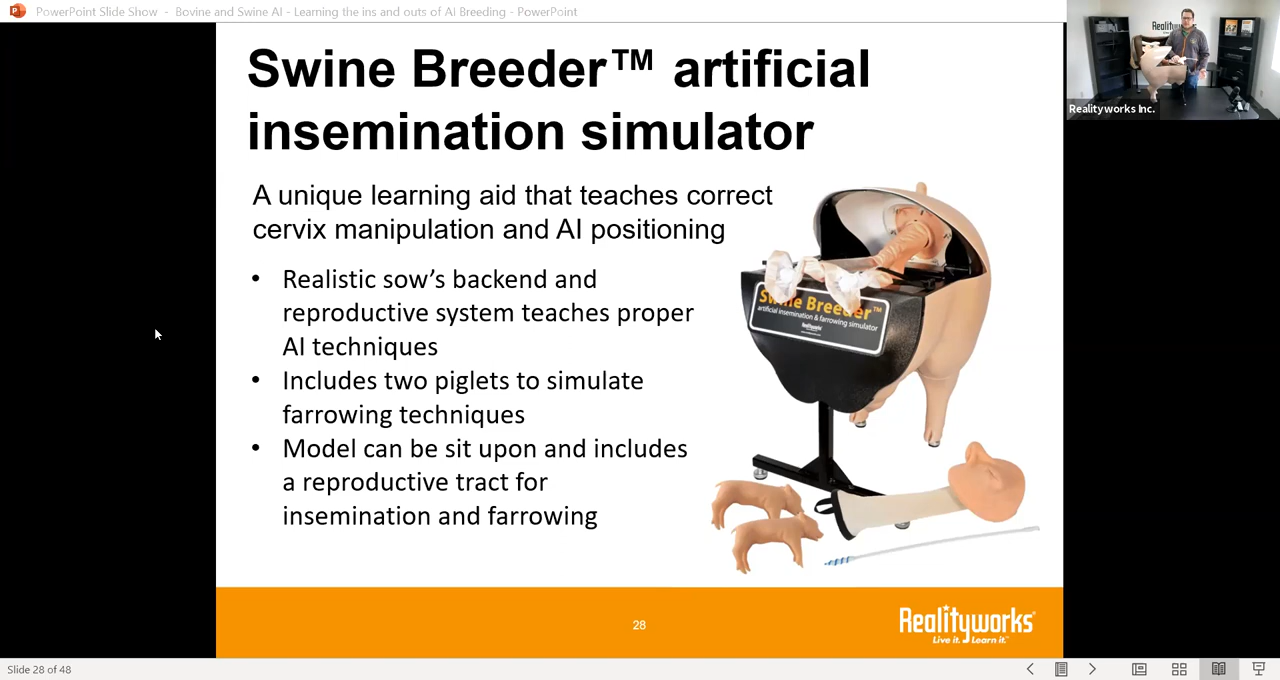 PowerPoint Slide Show - Bovine and Swine AI - Learning the ins and outs of AI Breeding - PowerPoint
Realityworks
Realityworks Inc.
Swine Breeder™ artificial
insemination simulator
A unique learning aid that teaches correct
cervix manipulation and AI positioning
• Realistic sow's backend and
reproductive system teaches proper
AI techniques
• Includes two piglets to simulate
farrowing techniques
• Model can be sit upon and includes
a reproductive tract for
insemination and farrowing
Swine Breeder™
artificial insemination & farrowing simulator
Realityworks
28
Realityworks®
Live it. Learn it.™
Slide 28 of 48